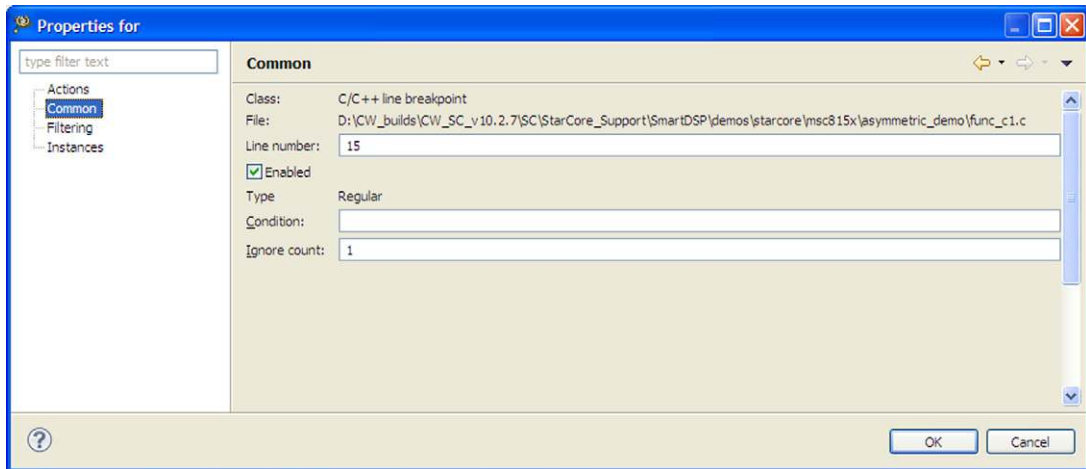 Properties for
type filter text
Actions
Common
Filtering
Instances
Common
Class: C/C++ line breakpoint
File: D:\CW_builds\CW_SC_v10.2.7\SC\StarCore_Support\SmartDSP\demos\starcore\msc815x\asymmetric_demo\func_c1.c
Line number: 15
Enabled
Type Regular
Condition:
Ignore count: 1
?
OK Cancel